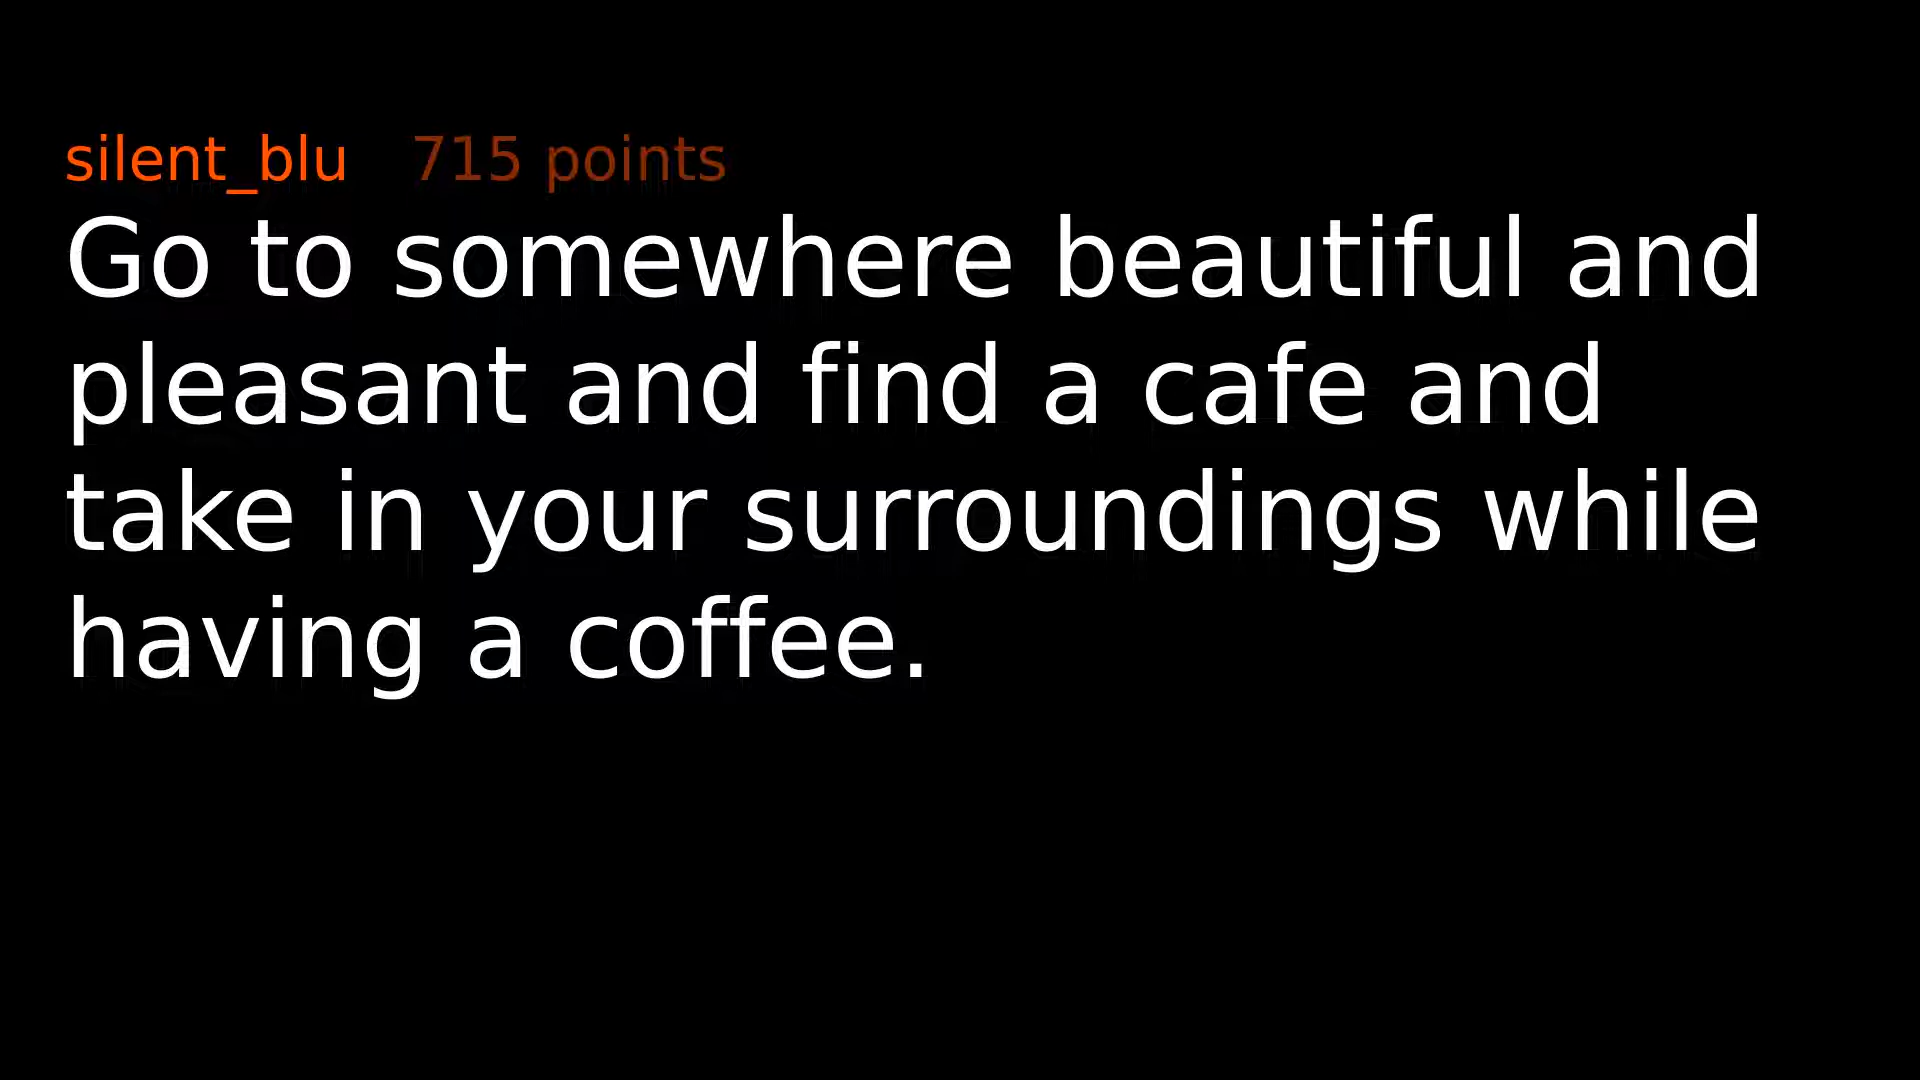 silent_blu 715 points
Go to somewhere beautiful and
pleasant and find a cafe and
take in your surroundings while
having a coffee.